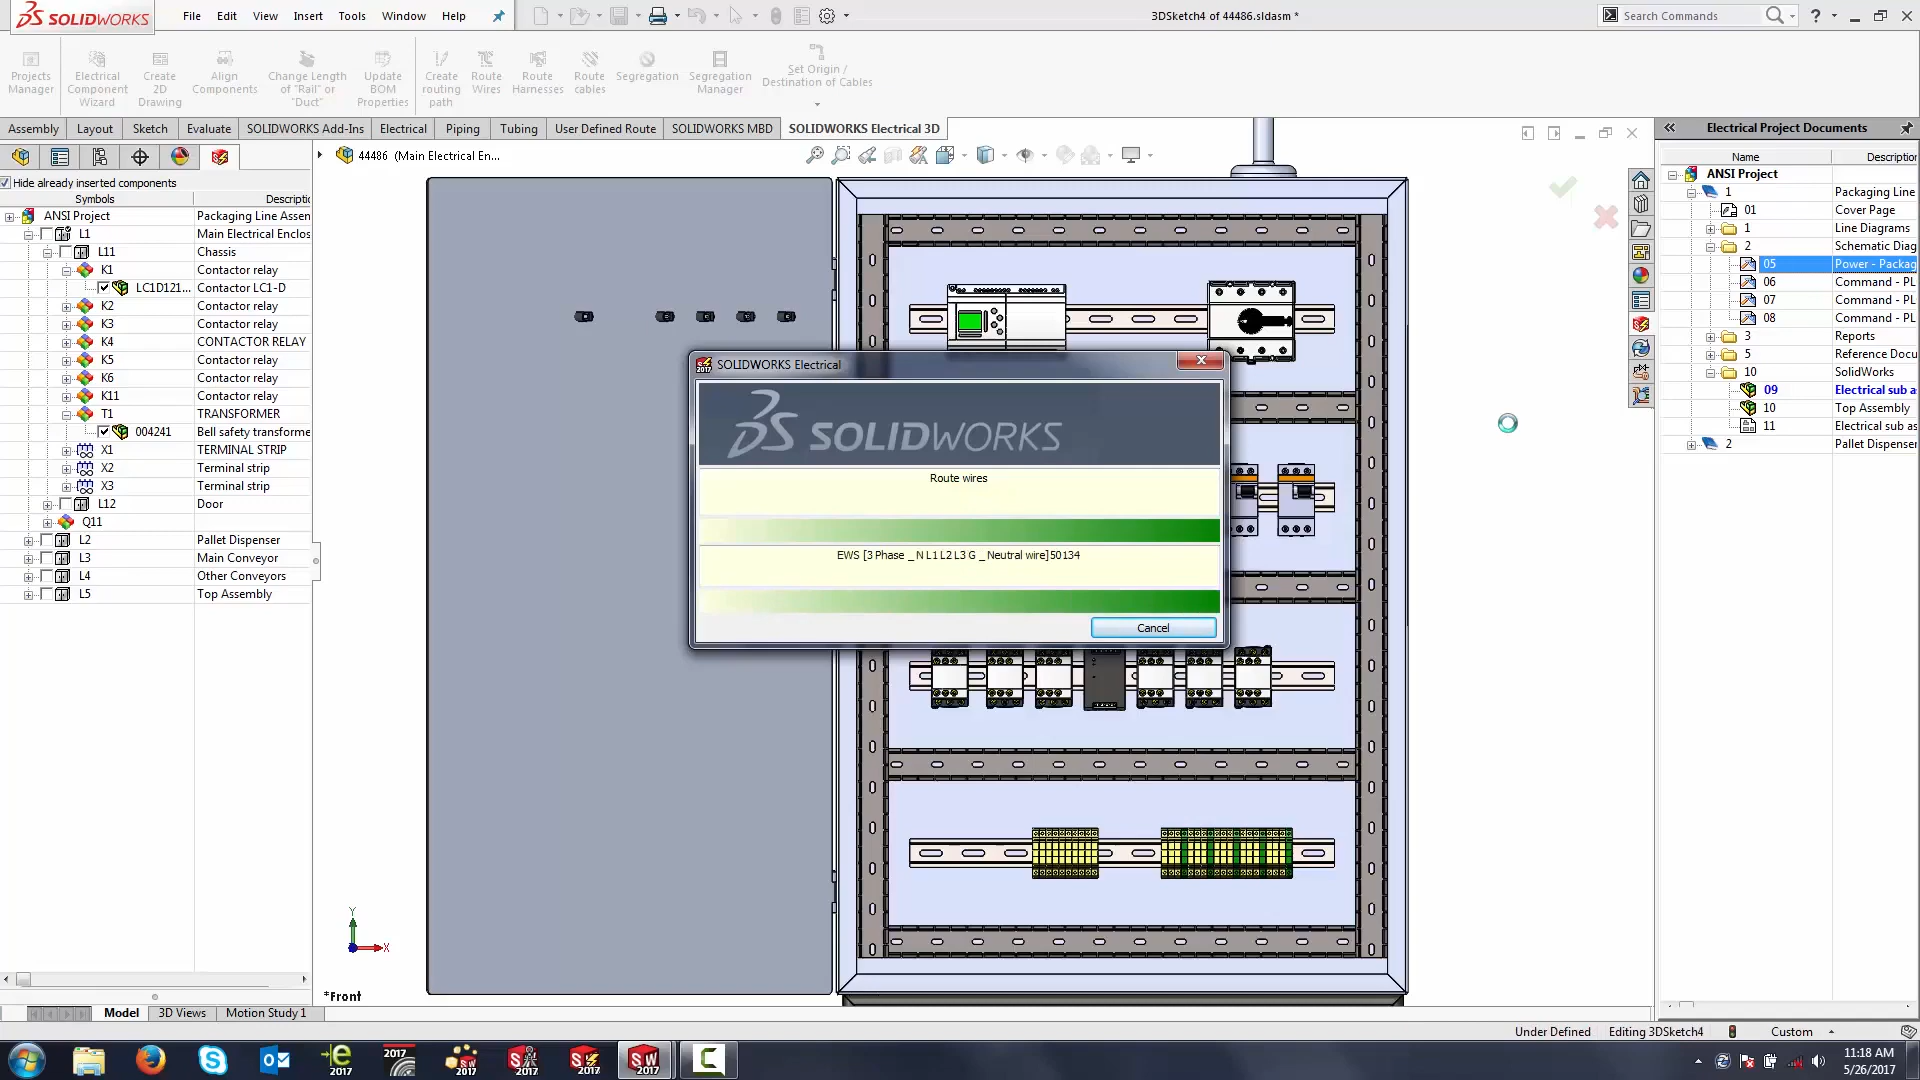 SOLIDWORKS
File Edit View Insert Tools Window Help
3DSketch4 of 44486.sldasm *
Search Commands
Projects Manager
Electrical Component Wizard
Create 2D Drawing
Align Components
Change Length of "Rail" or "Duct"
Update BOM Properties
Create routing path
Route Wires
Route Harnesses
Route cables
Segregation
Segregation Manager
Set Origin / Destination of Cables
Assembly Layout Sketch Evaluate SOLIDWORKS Add-Ins Electrical Piping Tubing User Defined Route SOLIDWORKS MBD SOLIDWORKS Electrical 3D
Hide already inserted components
Symbols Descripti
ANSI Project Packaging Line Assen
L1 Main Electrical Enclos
L11 Chassis
K1 Contactor relay
LC1D121... Contactor LC1-D
K2 Contactor relay
K3 Contactor relay
K4 CONTACTOR RELAY
K5 Contactor relay
K6 Contactor relay
K11 Contactor relay
T1 TRANSFORMER
004241 Bell safety transforme
X1 TERMINAL STRIP
X2 Terminal strip
X3 Terminal strip
L12 Door
Q11
L2 Pallet Dispenser
L3 Main Conveyor
L4 Other Conveyors
L5 Top Assembly
44486 (Main Electrical En...
SOLIDWORKS Electrical
SOLIDWORKS
Route wires
EWS [3 Phase _ N L1 L2 L3 G _ Neutral wire]50134
Cancel
Y
X
*Front
Electrical Project Documents
Name Description
ANSI Project
1 Packaging Line
01 Cover Page
1 Line Diagrams
2 Schematic Diag
05 Power - Packag
06 Command - PL
07 Command - PL
08 Command - PL
3 Reports
5 Reference Docu
10 SolidWorks
09 Electrical sub a
10 Top Assembly
11 Electrical sub as
2 Pallet Dispenser
Model 3D Views Motion Study 1
Under Defined Editing 3DSketch4 Custom
2017
2017
SW 2017
2017
2017
SW 2017
11:18 AM
5/26/2017